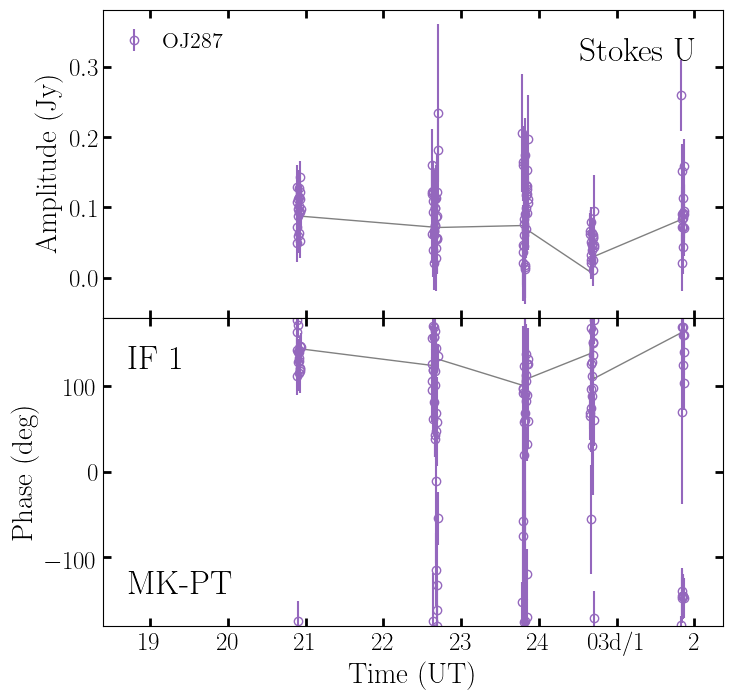 OJ287
Stokes U
Amplitude (Jy)
0.3
0.2
0.1
0.0
IF 1
Phase (deg)
100
0
−100
MK-PT
19 20 21 22 23 24 03d/1 2
Time (UT)